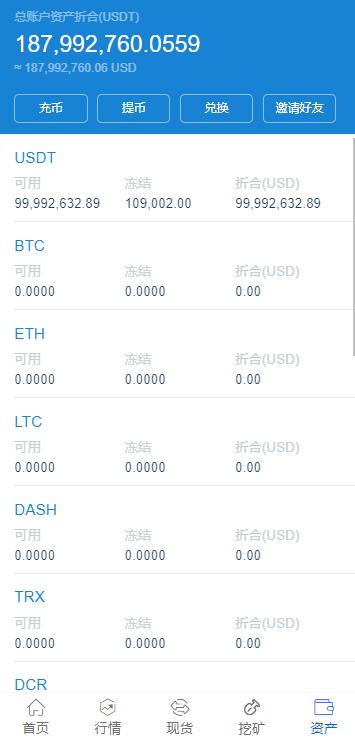 总账户资产折合(USDT)
187,992,760.0559
≈ 187,992,760.06 USD
充币 提币 兑换 邀请好友
USDT
可用 冻结 折合(USD)
99,992,632.89 109,002.00 99,992,632.89
BTC
可用 冻结 折合(USD)
0.0000 0.0000 0.00
ETH
可用 冻结 折合(USD)
0.0000 0.0000 0.00
LTC
可用 冻结 折合(USD)
0.0000 0.0000 0.00
DASH
可用 冻结 折合(USD)
0.0000 0.0000 0.00
TRX
可用 冻结 折合(USD)
0.0000 0.0000 0.00
DCR
首页 行情 现货 挖矿 资产